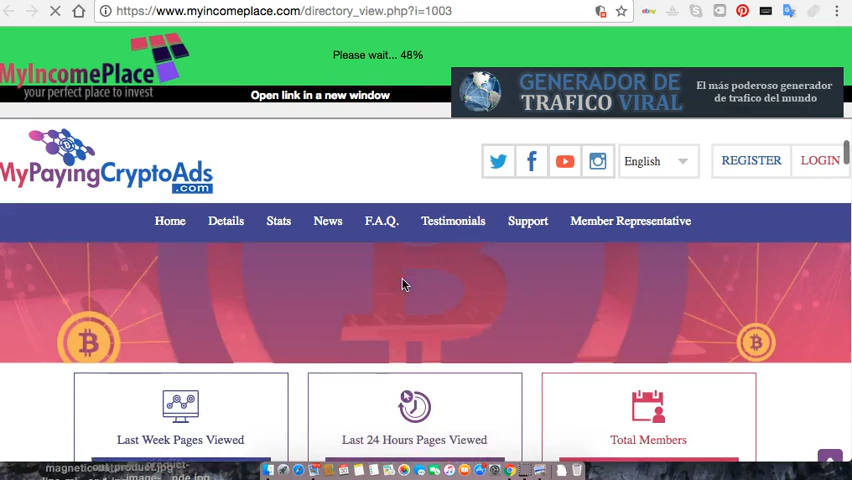 https://www.myincomeplace.com/directory_view.php?i=1003
Please wait... 48%
MyIncomePlace
your perfect place to invest
Open link in a new window
GENERADOR DE
TRAFICO VIRAL
El más poderoso generador
de trafico del mundo
MyPayingCryptoAds
.com
English
REGISTER
LOGIN
Home Details Stats News F.A.Q. Testimonials Support Member Representative
Last Week Pages Viewed
Last 24 Hours Pages Viewed
Total Members